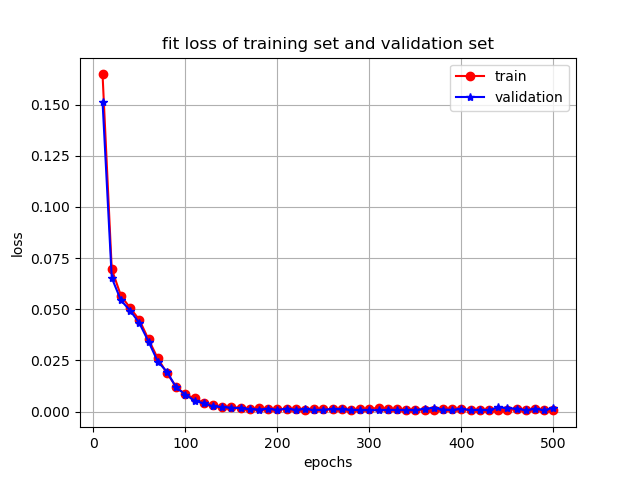 fit loss of training set and validation set
train
validation
0.150
0.125
0.100
0.075
0.050
0.025
0.000
loss
0 100 200 300 400 500
epochs